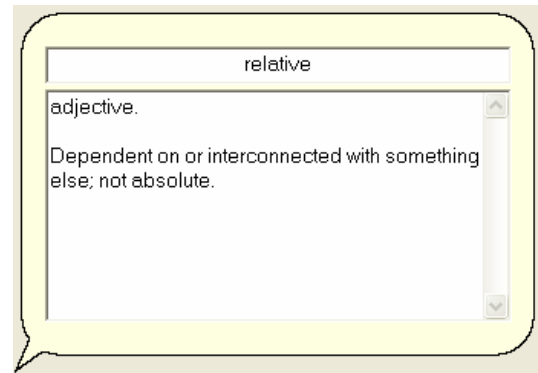 relative
adjective.
Dependent on or interconnected with something
else; not absolute.